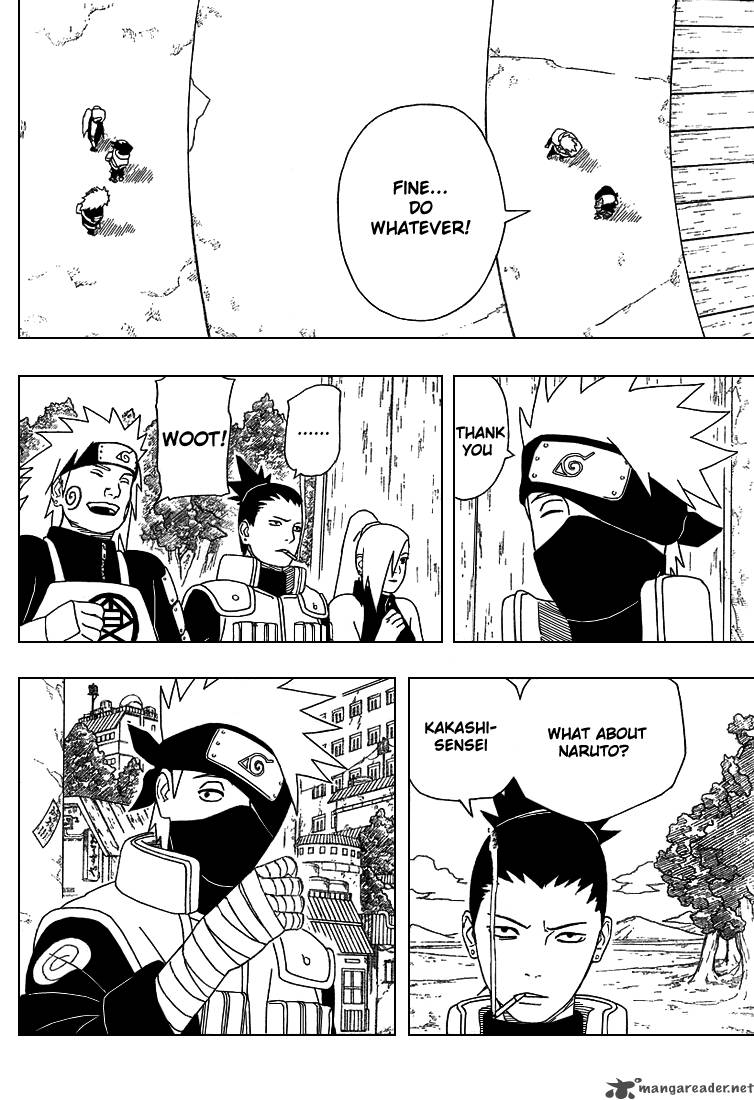 FINE...
DO
WHATEVER!
THANK
YOU
......
WOOT!
WHAT ABOUT
NARUTO?
KAKASHI-
SENSEI
mangareader.net